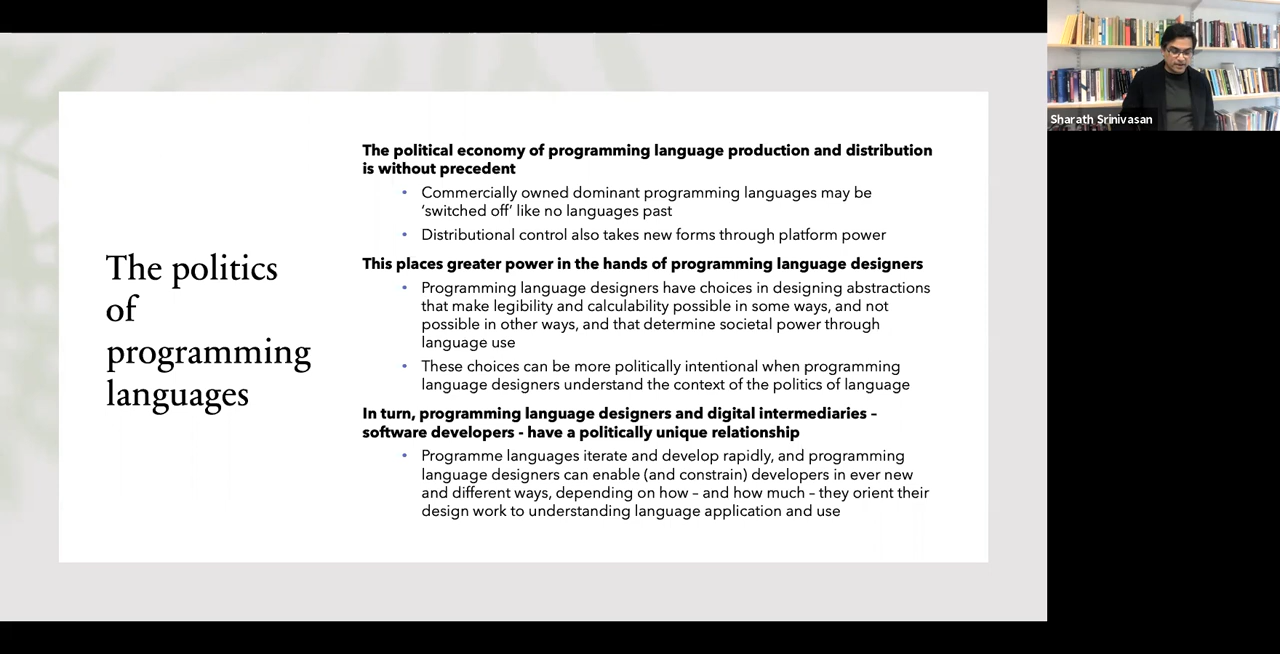 The politics
of
programming
languages
The political economy of programming language production and distribution
is without precedent
• Commercially owned dominant programming languages may be
‘switched off’ like no languages past
• Distributional control also takes new forms through platform power
This places greater power in the hands of programming language designers
• Programming language designers have choices in designing abstractions
that make legibility and calculability possible in some ways, and not
possible in other ways, and that determine societal power through
language use
• These choices can be more politically intentional when programming
language designers understand the context of the politics of language
In turn, programming language designers and digital intermediaries –
software developers - have a politically unique relationship
• Programme languages iterate and develop rapidly, and programming
language designers can enable (and constrain) developers in ever new
and different ways, depending on how – and how much – they orient their
design work to understanding language application and use
Sharath Srinivasan